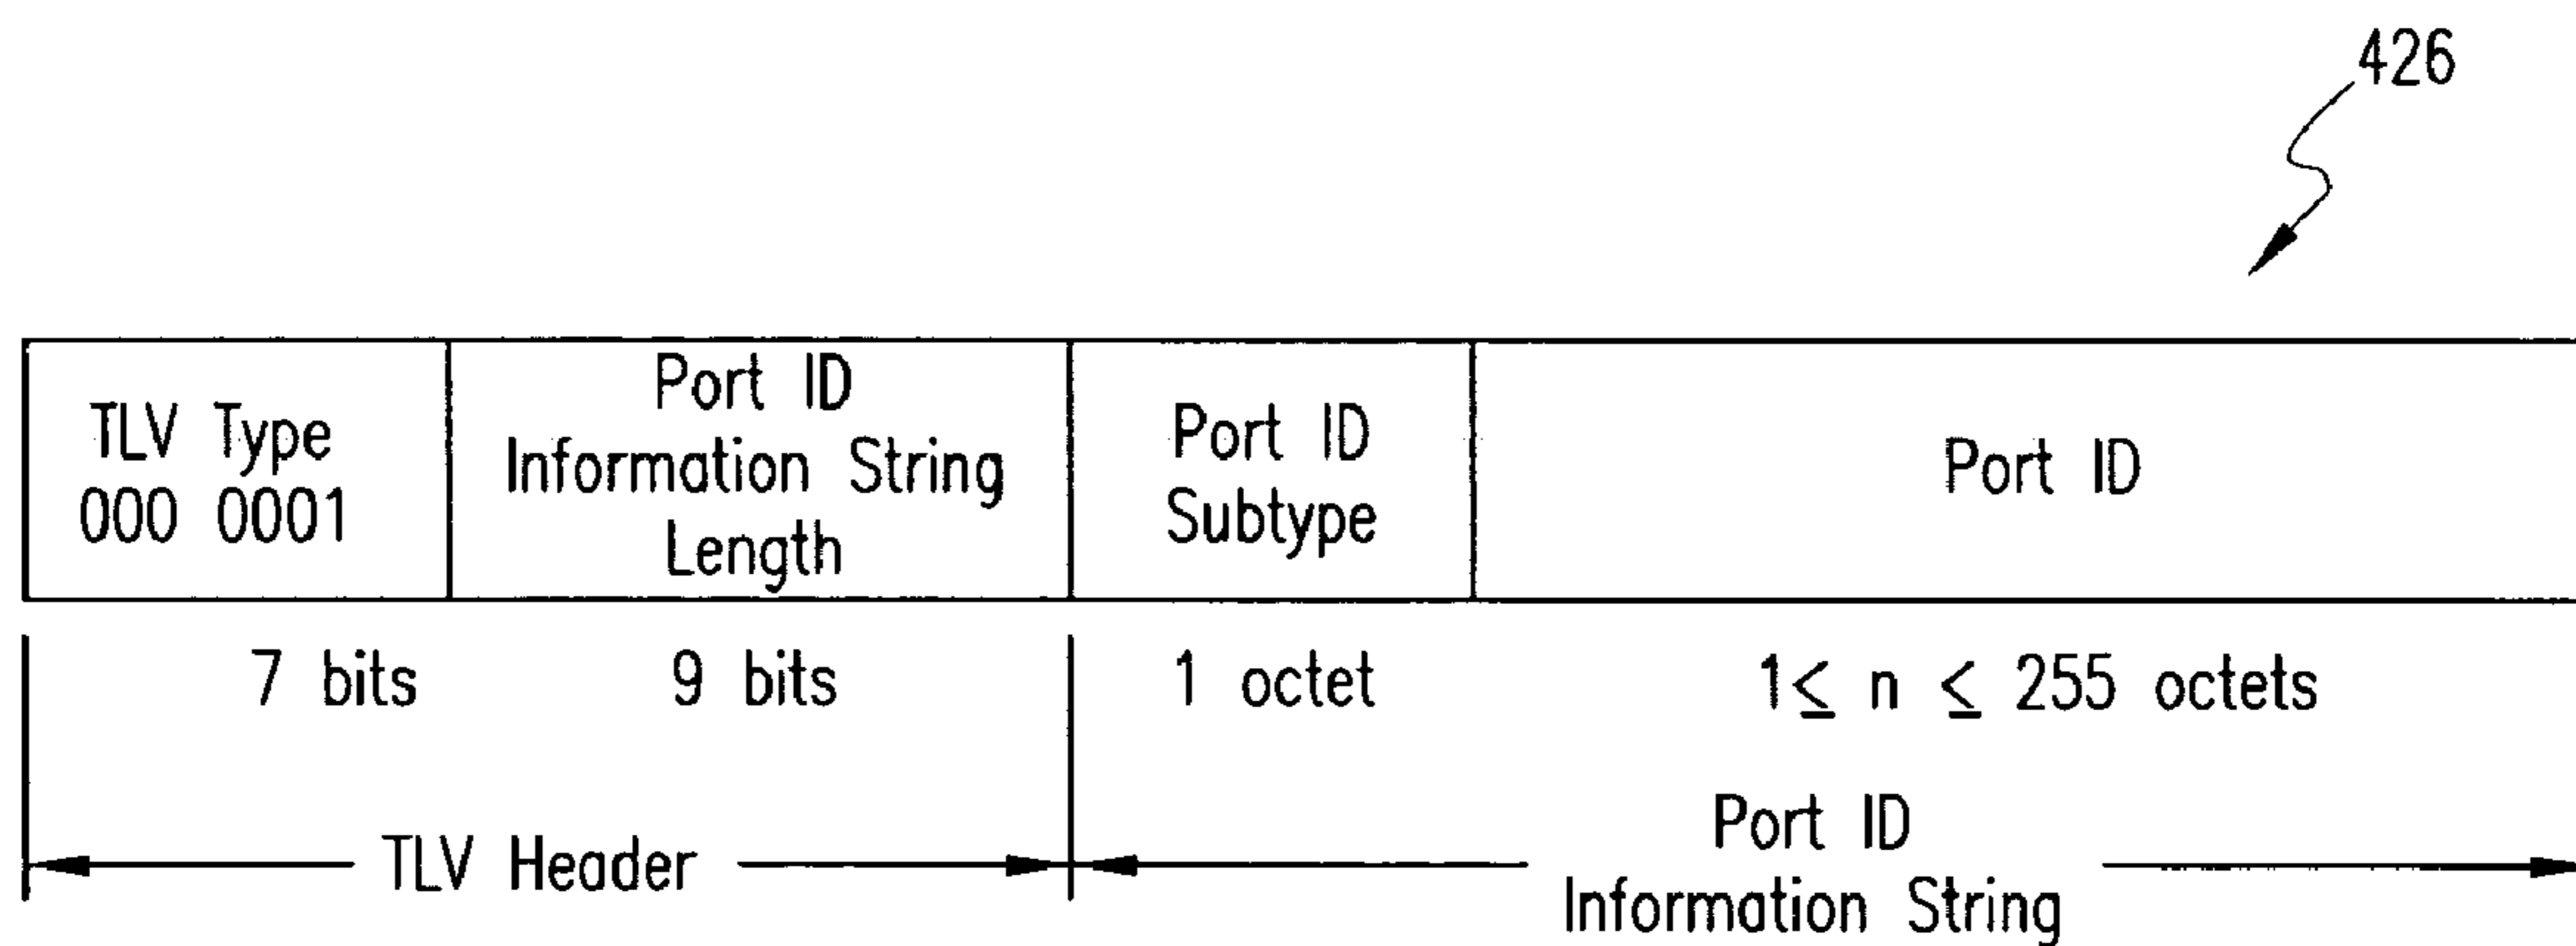 426
TLV Type
000 0001
Port ID
Information String
Length
Port ID
Subtype
Port ID
7 bits
9 bits
1 octet
1≤ n ≤ 255 octets
TLV Header
Port ID
Information String